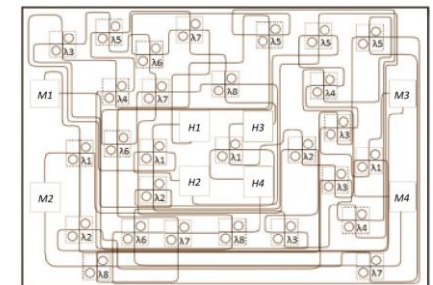 λ5 λ7 λ5 λ5 λ5
λ3 λ6
M1 λ4 λ7 λ8 λ4 M3
H1 H3 λ3
λ6
λ1 λ1 λ1 λ2 λ1
H2 H4 λ3
M2 λ2 M4
λ4
λ2 λ6 λ7 λ8 λ3
λ8 λ7